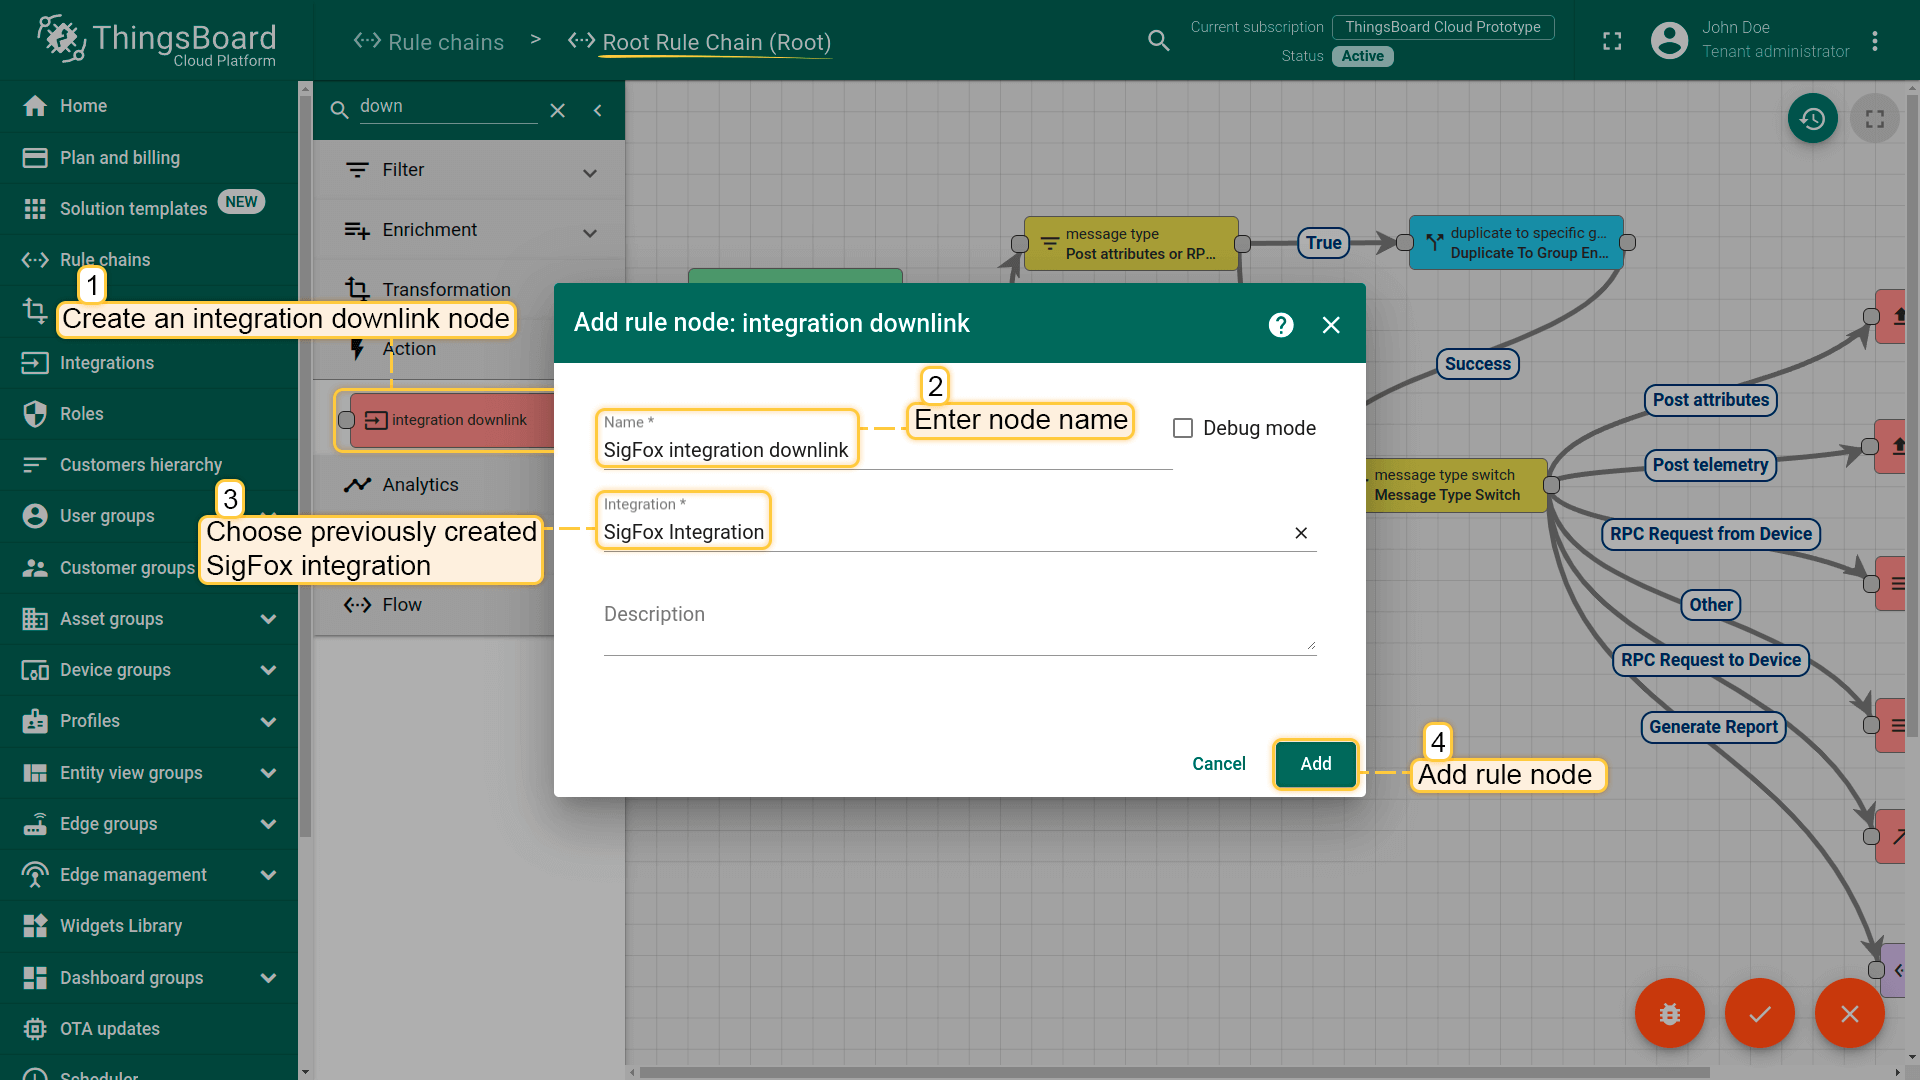 ThingsBoard
Cloud Platform
Rule chains
>
Root Rule Chain (Root)
Current subscription
ThingsBoard Cloud Prototype
Status
Active
John Doe
Tenant administrator
Home
Plan and billing
Solution templates
NEW
Rule chains
Integrations
Roles
Customers hierarchy
User groups
Customer groups
Asset groups
Device groups
Profiles
Entity view groups
Edge groups
Edge management
Widgets Library
Dashboard groups
OTA updates
Scheduler
down
Filter
Enrichment
Transformation
Action
integration downlink
Analytics
Flow
1
Create an integration downlink node
2
Enter node name
3
Choose previously created
SigFox integration
4
Add rule node
Add rule node: integration downlink
Name *
SigFox integration downlink
Debug mode
Integration *
SigFox Integration
Description
Cancel
Add
message type
Post attributes or RP...
True
duplicate to specific g...
Duplicate To Group En...
Success
message type switch
Message Type Switch
Post attributes
Post telemetry
RPC Request from Device
Other
RPC Request to Device
Generate Report